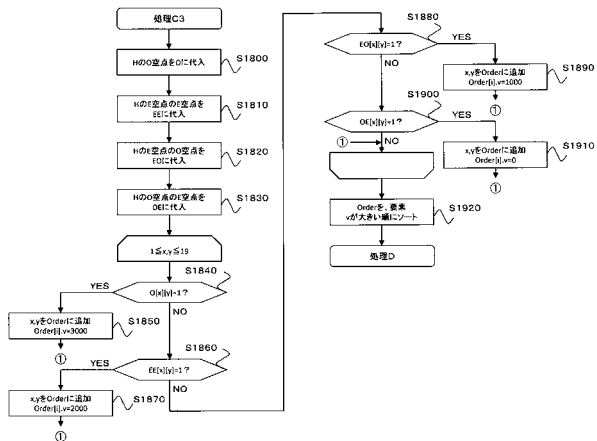 処理C3
HのO空点をOに代入
S1800
HのE空点のE空点を
EEに代入
S1810
HのE空点のO空点を
EOに代入
S1820
HのO空点のE空点を
OEに代入
S1830
1≦x,y≦19
S1840
O[x][y]=1?
YES
NO
x,yをOrderに追加
Order[i].v=3000
S1850
①
S1860
EE[x][y]=1?
YES
NO
x,yをOrderに追加
Order[i].v=2000
S1870
①
S1880
EO[x][y]=1?
YES
NO
x,yをOrderに追加
Order[i].v=1000
S1890
①
S1900
OE[x][y]=1?
YES
NO
①
x,yをOrderに追加
Order[i].v=0
S1910
①
Orderを、要素
vが大きい順にソート
S1920
処理D